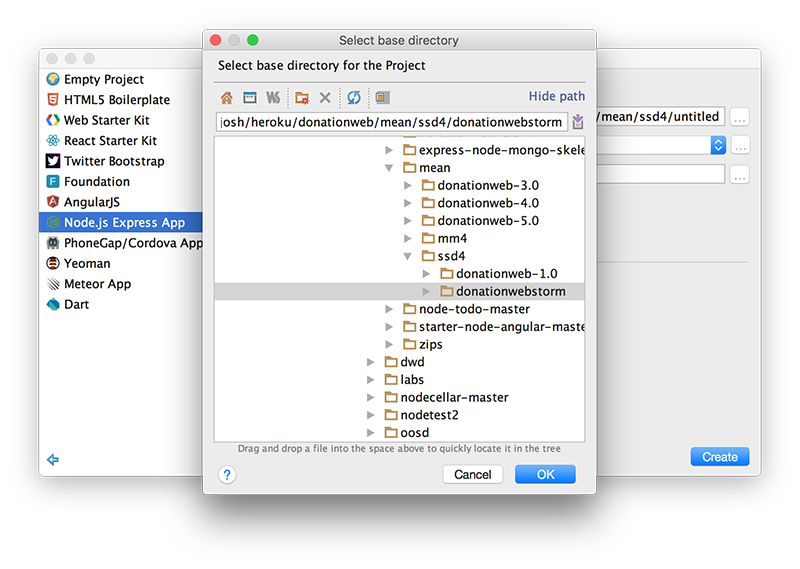 Select base directory
Select base directory for the Project
Hide path
josh/heroku/donationweb/mean/ssd4/donationwebstorm
express-node-mongo-skele
mean
donationweb-3.0
donationweb-4.0
donationweb-5.0
mm4
ssd4
donationweb-1.0
donationwebstorm
node-todo-master
starter-node-angular-maste
zips
dwd
labs
nodecellar-master
nodetest2
oosd
Drag and drop a file into the space above to quickly locate it in the tree
?
Cancel
OK
Empty Project
HTML5 Boilerplate
Web Starter Kit
React Starter Kit
Twitter Bootstrap
Foundation
AngularJS
Node.js Express App
PhoneGap/Cordova App
Yeoman
Meteor App
Dart
/mean/ssd4/untitled
...
...
...
Create